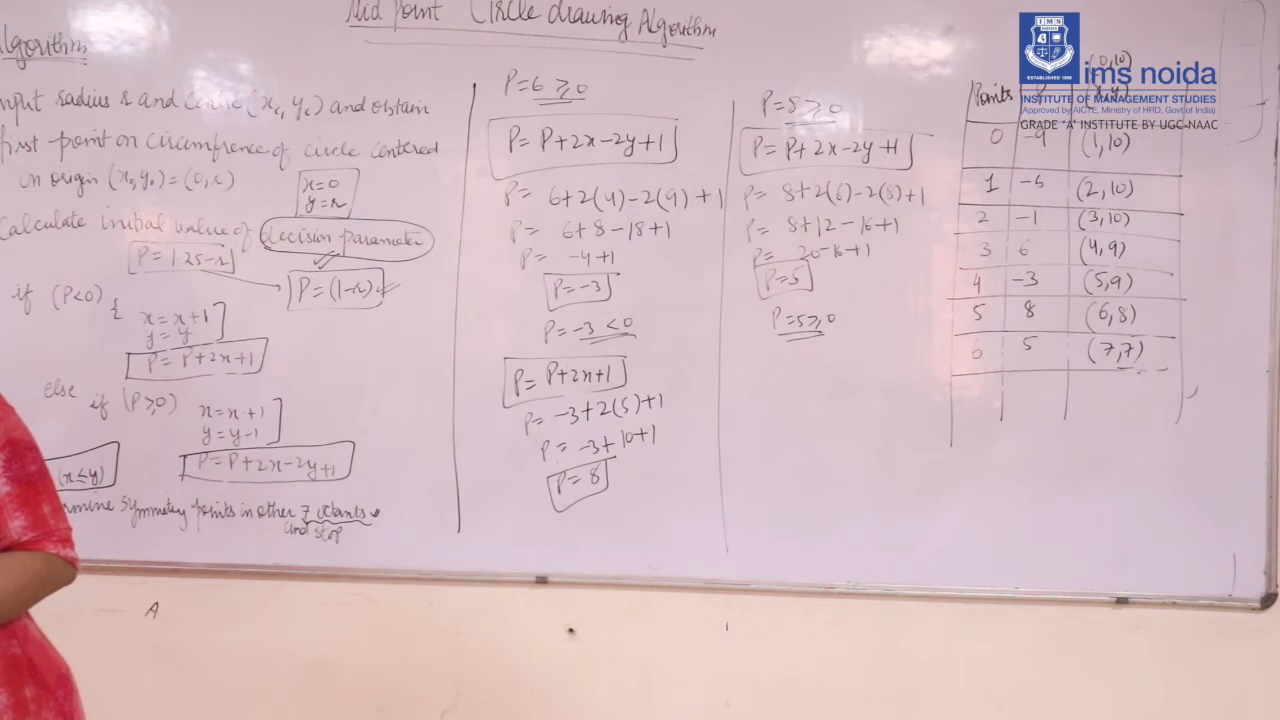 Mid Point Circle drawing Algorithm
Algorithm
nput radius r and centre (xc, yc) and obtain
first point on circumfrence of circle centered
on origin (x0, y0) = (0, r)
x=0
y=r
Calculate initial value of decision parameter
P=1.25-r
P=(1-r)
if (P<0) {
x=x+1
y=y
P=P+2x+1
else
if (P≥0)
x=x+1
y=y-1
P=P+2x-2y+1
(x≤y)
rmine symmetry points in other 7 octants
and stop
P=6≥0
P=P+2x-2y+1
P= 6+2(4)-2(9)+1
P= 6+8-18+1
P= -4+1
P=-3
P=-3<0
P=P+2x+1
P=-3+2(5)+1
P=-3+10+1
P=8
P=8≥0
P=P+2x-2y+1
P= 8+2(6)-2(8)+1
P= 8+12-16+1
P= 20-16+1
P=5
P=5≥0
(0,10)
Points P (x,y)
0 -9 (1,10)
1 -6 (2,10)
2 -1 (3,10)
3 6 (4,9)
4 -3 (5,9)
5 8 (6,8)
6 5 (7,7)
A
IMS
ESTABLISHED 1996
ims noida
INSTITUTE OF MANAGEMENT STUDIES
(Approved by AICTE, Ministry of HRD, Govt of India)
GRADE "A" INSTITUTE BY UGC-NAAC